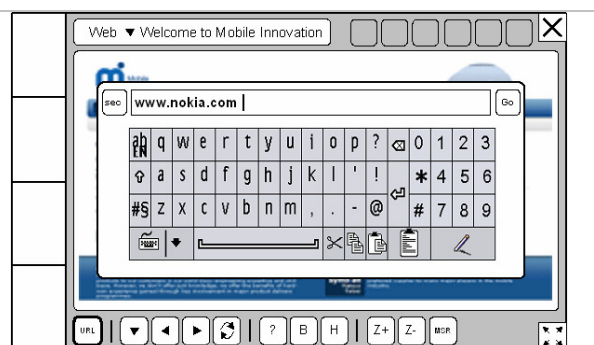 Web ▼ Welcome to Mobile Innovation
sec www.nokia.com Go
ab q w e r t y u i o p ? 0 1 2 3
EN
a s d f g h j k l ' ! * 4 5 6
#§ z x c v b n m , . - @ # 7 8 9
URL ? B H Z+ Z-